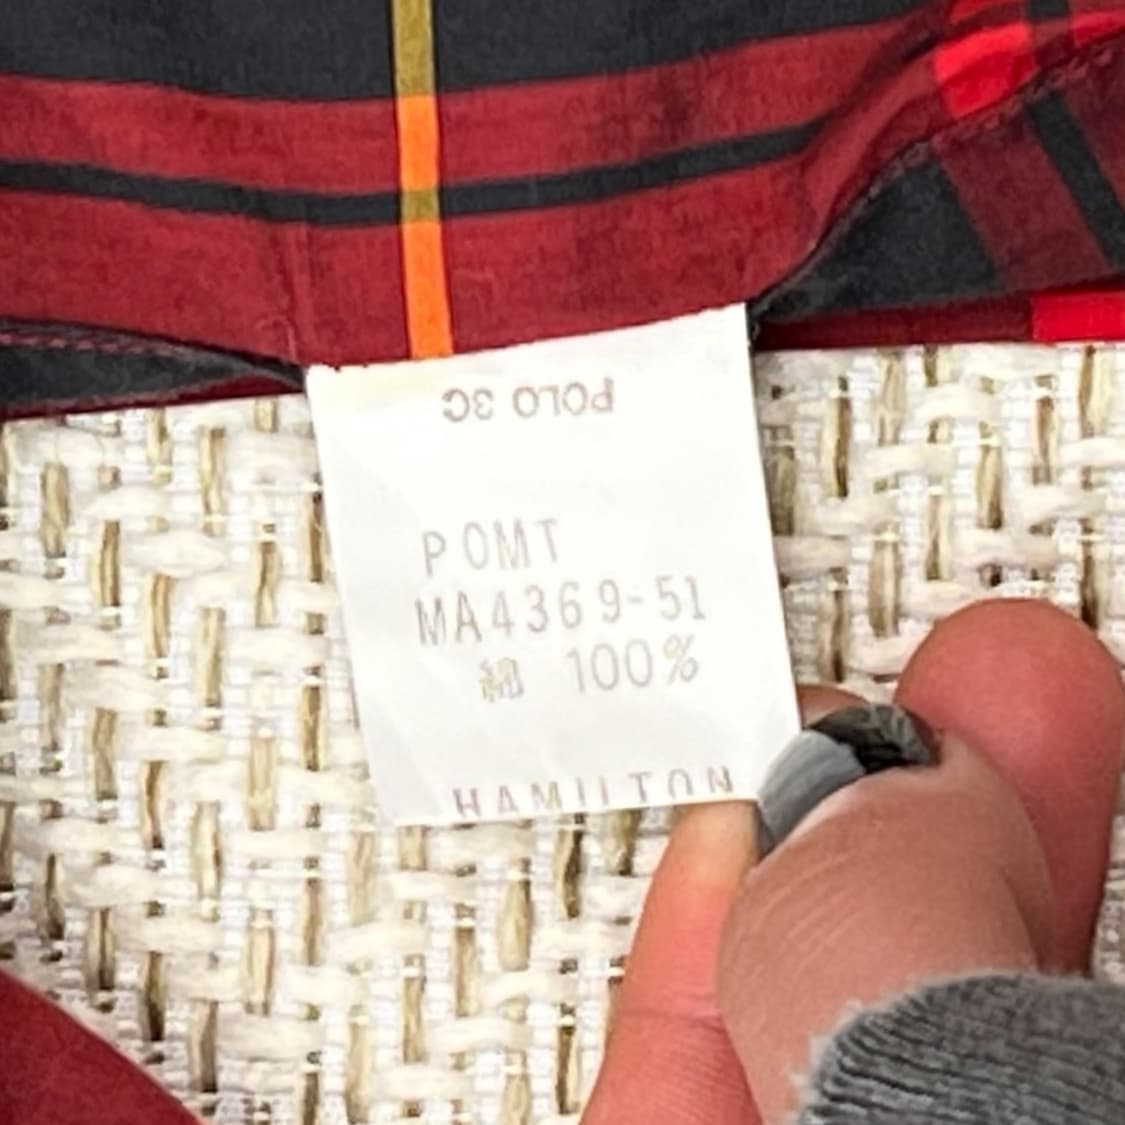 POLO 3C
POMT
MA4369-51
綿 100%
HAMILTON